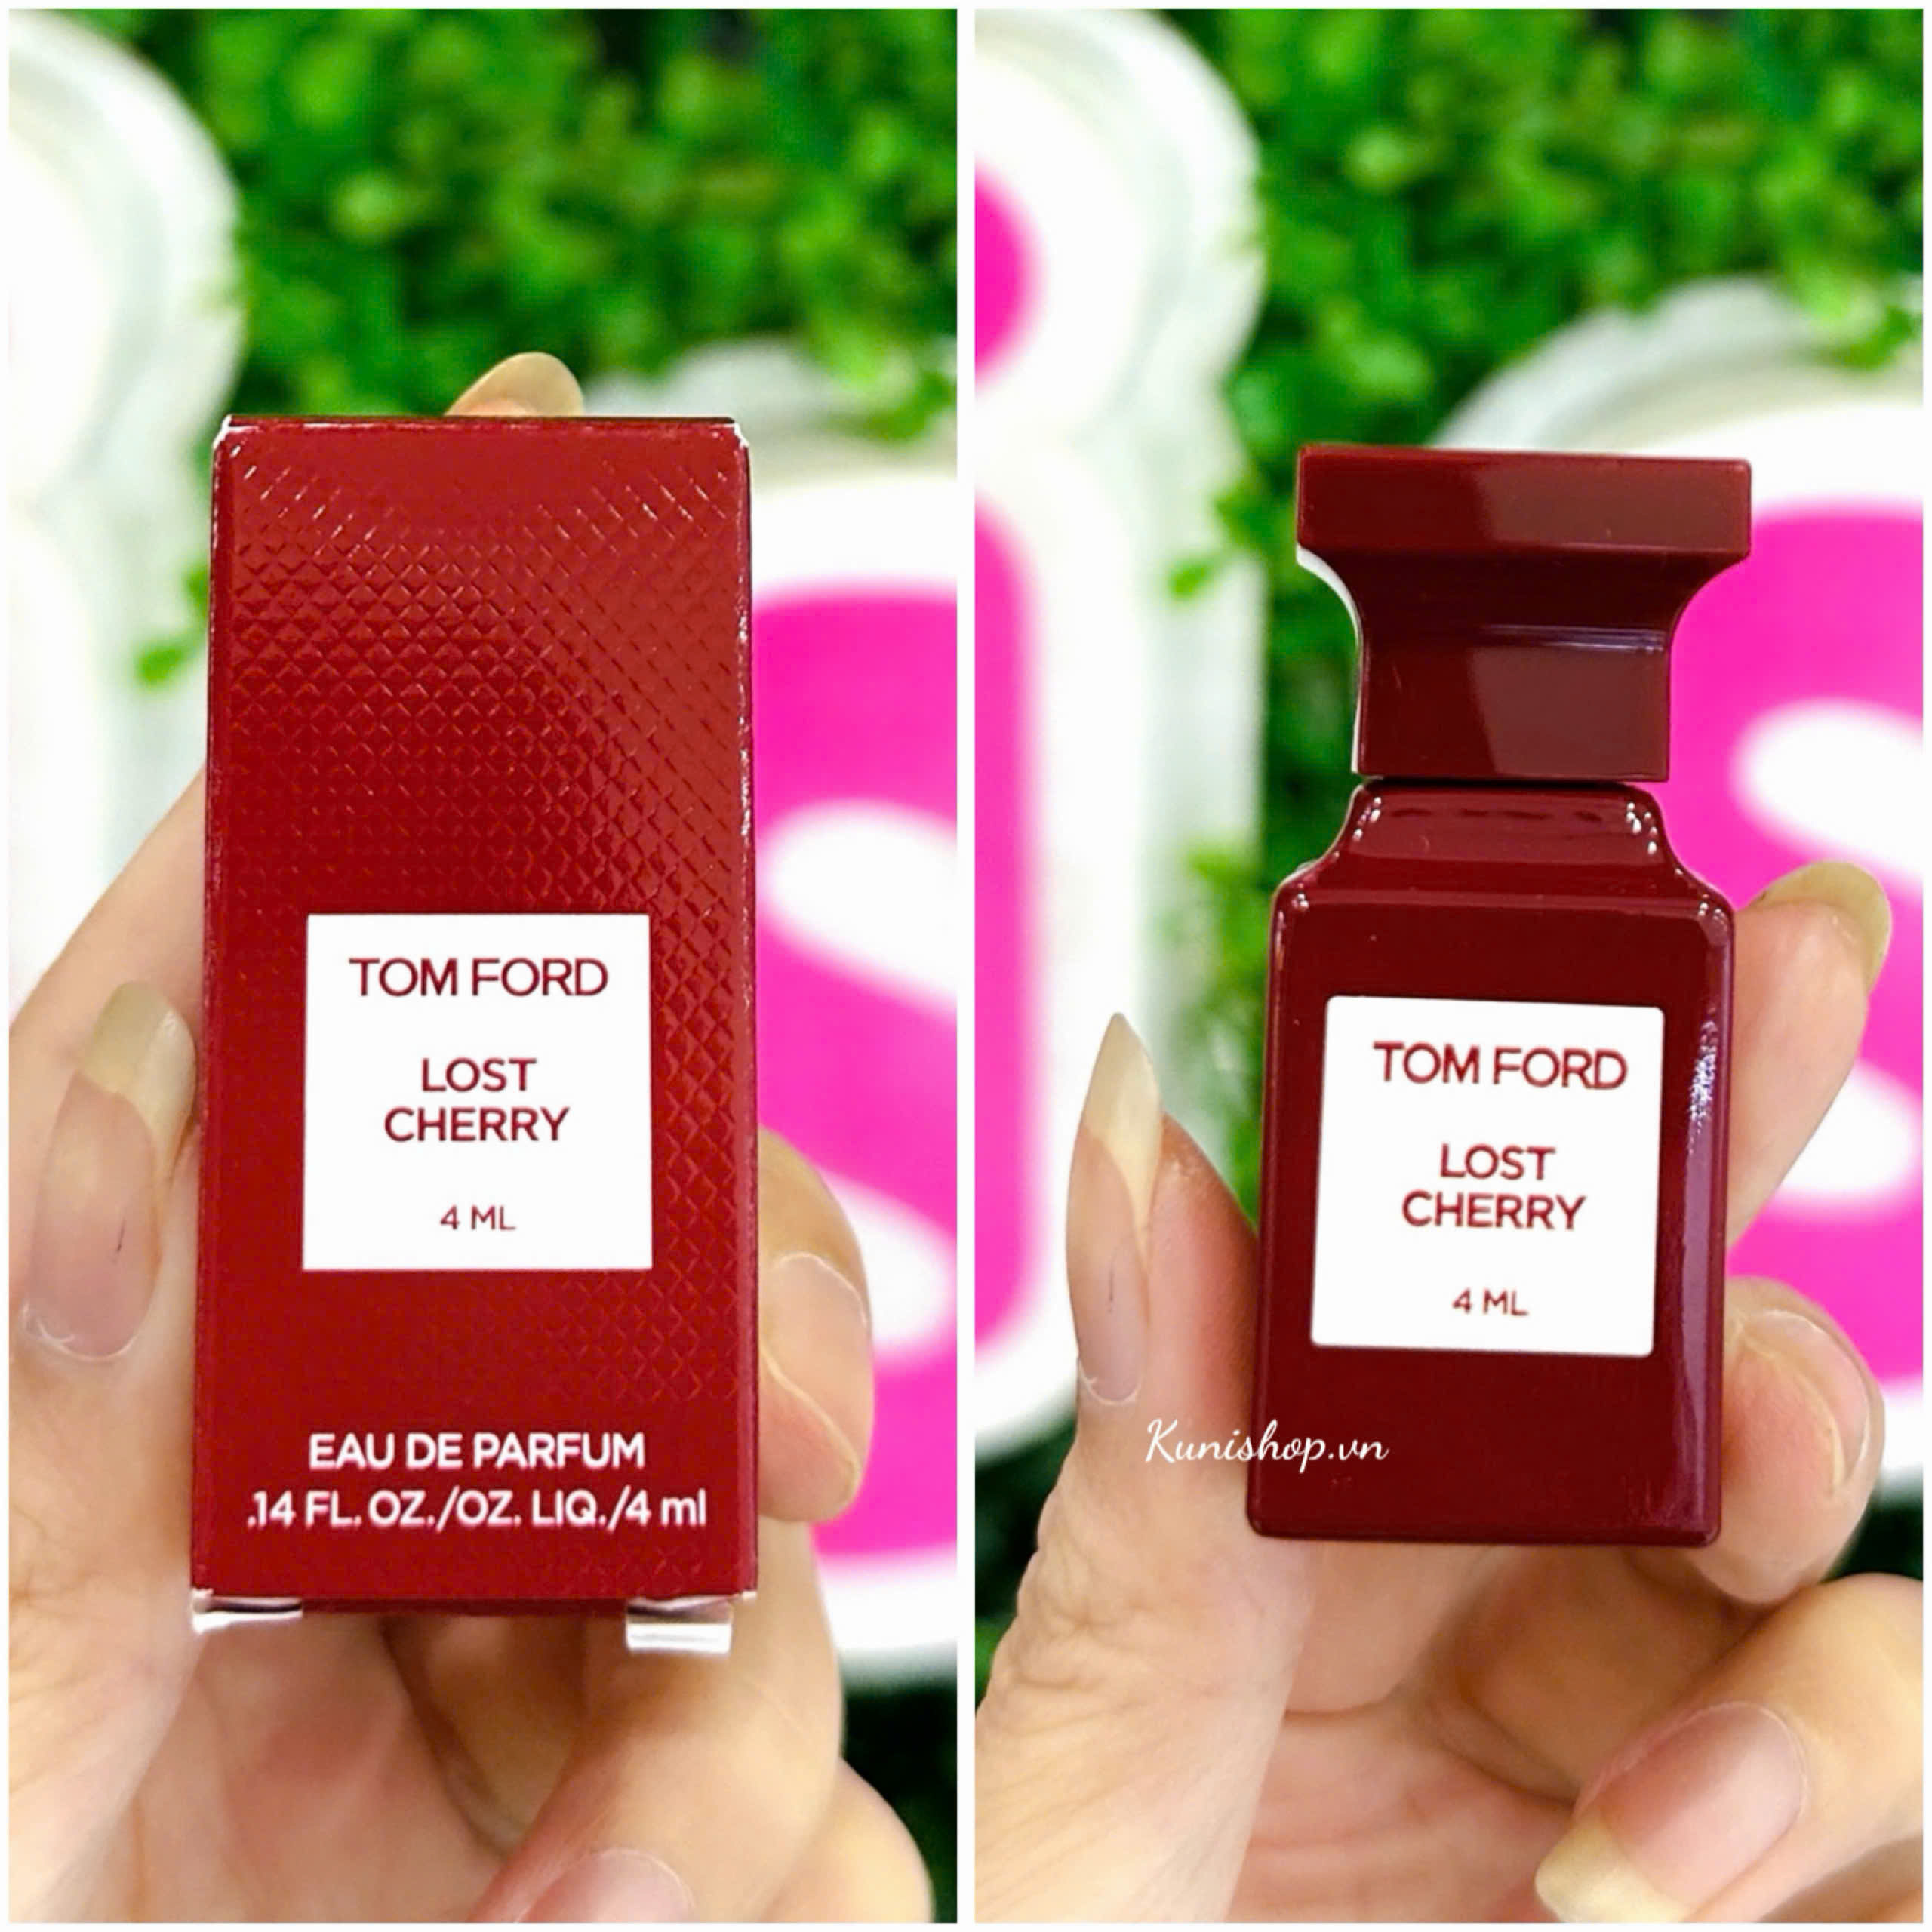 TOM FORD
LOST
CHERRY
4 ML
EAU DE PARFUM
.14 FL. OZ./OZ. LIQ./4 ml
TOM FORD
LOST
CHERRY
4 ML
Kunishop.vn